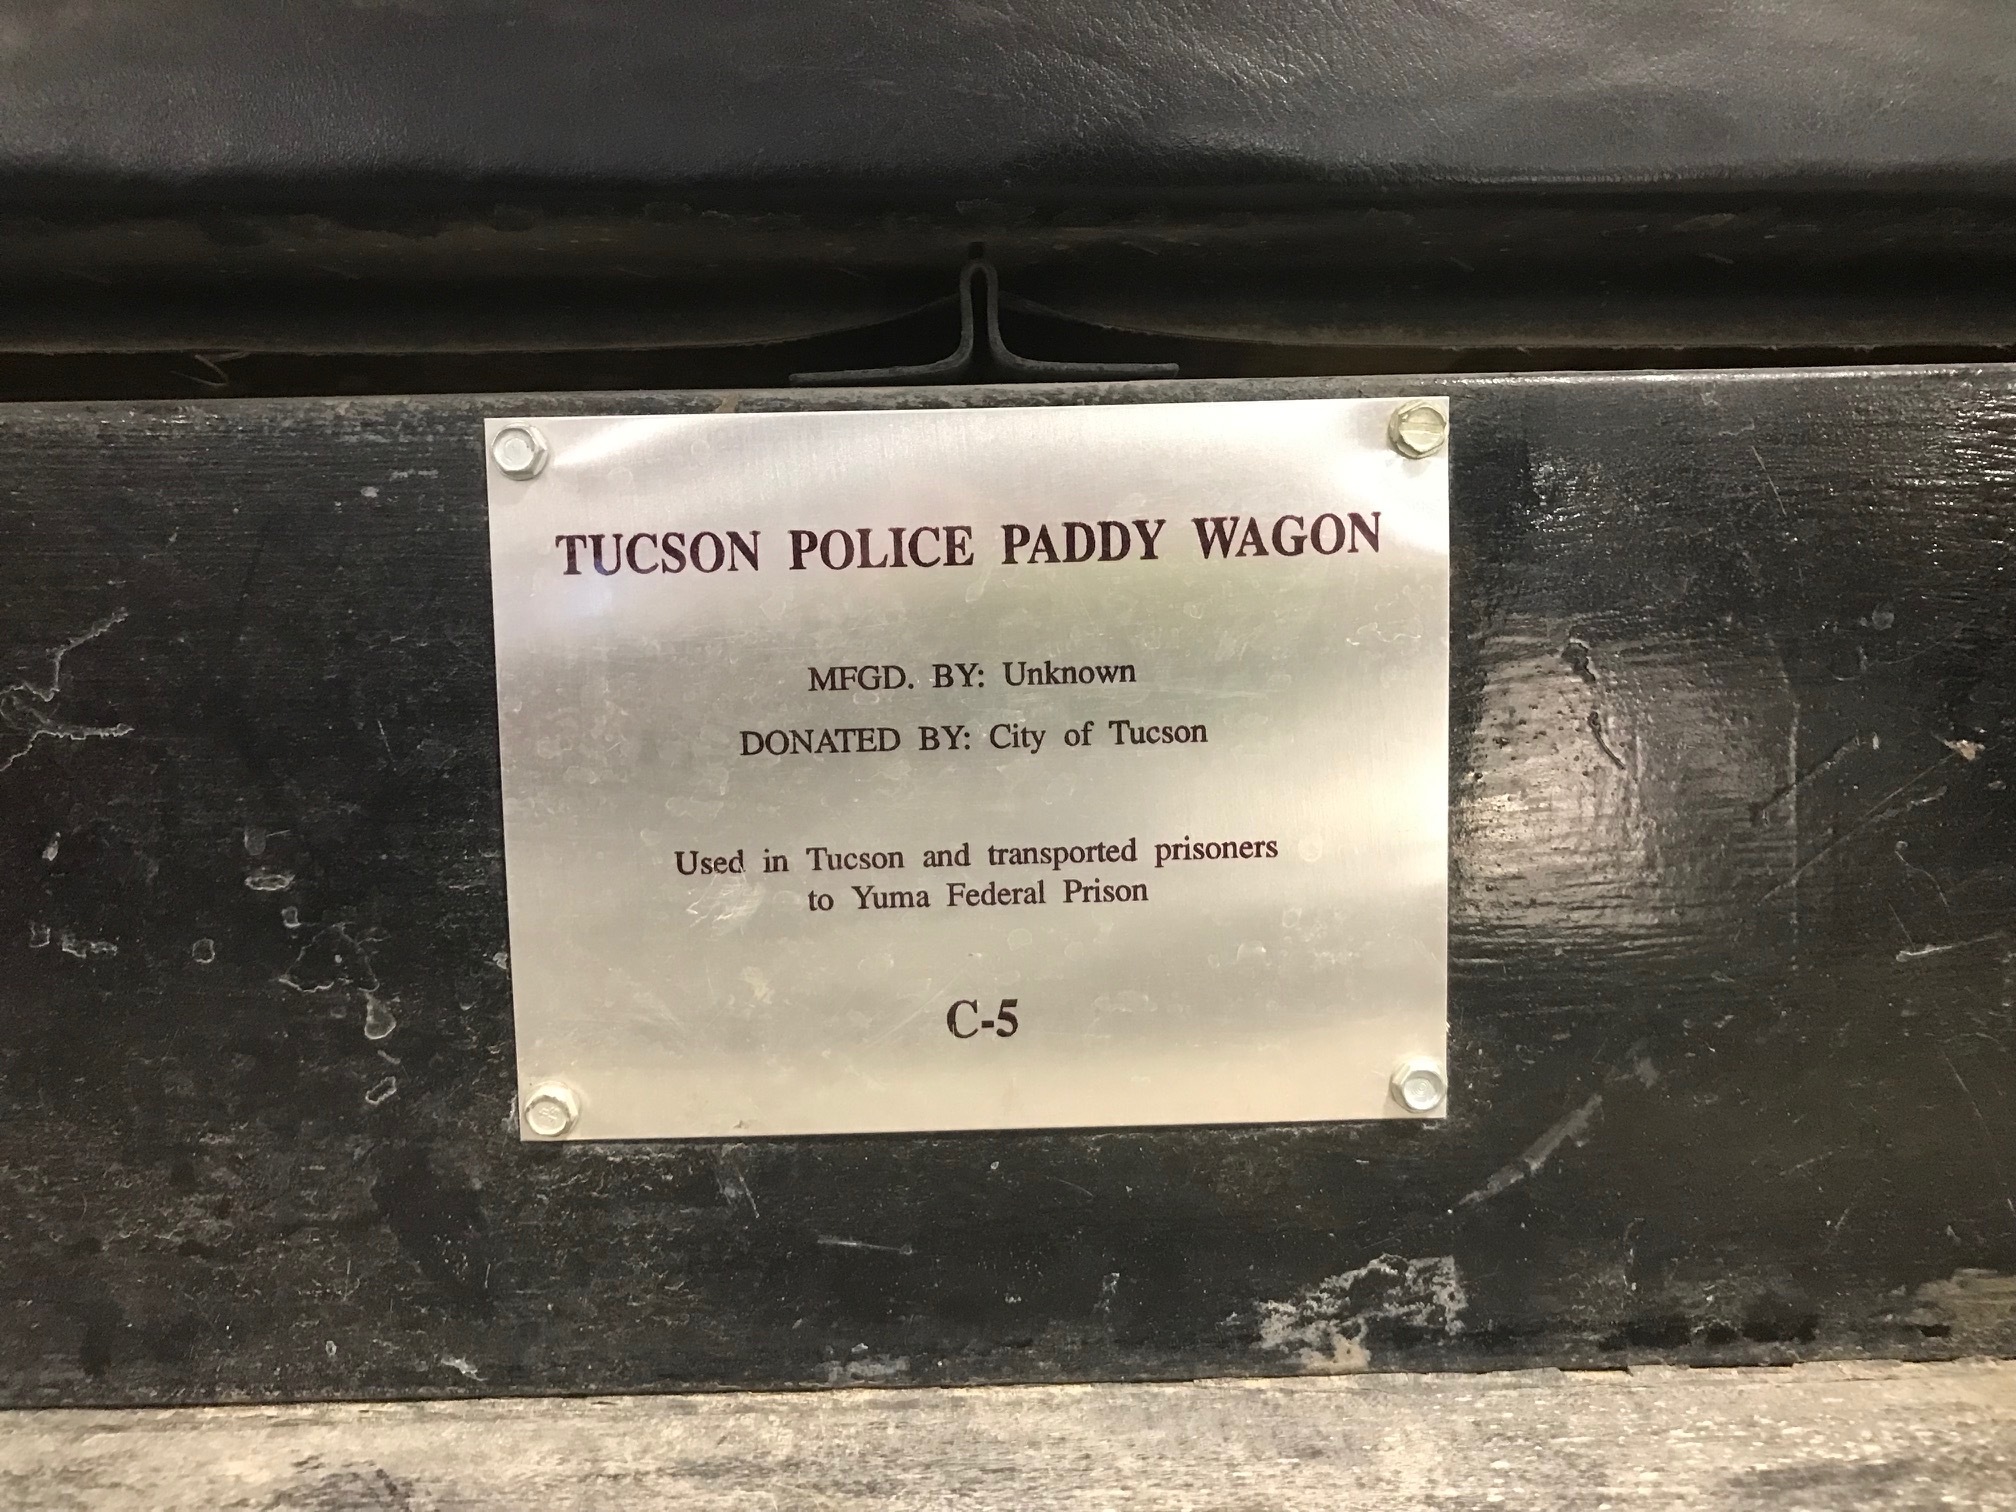 TUCSON POLICE PADDY WAGON
MFGD. BY: Unknown
DONATED BY: City of Tucson
Used in Tucson and transported prisoners
to Yuma Federal Prison
C-5